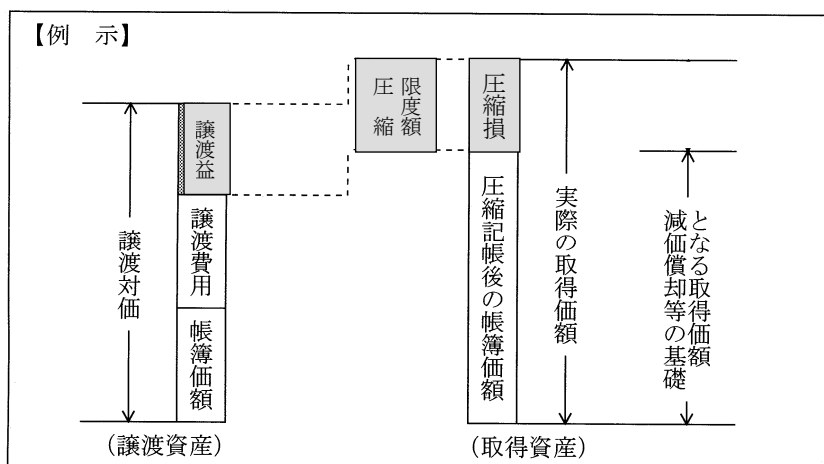 【例 示】
譲渡対価
譲渡益
譲渡費用
帳簿価額
(譲渡資産)
圧縮
限度額
圧縮損
圧縮記帳後の帳簿価額
実際の取得価額
減価償却等の基礎
となる取得価額
(取得資産)